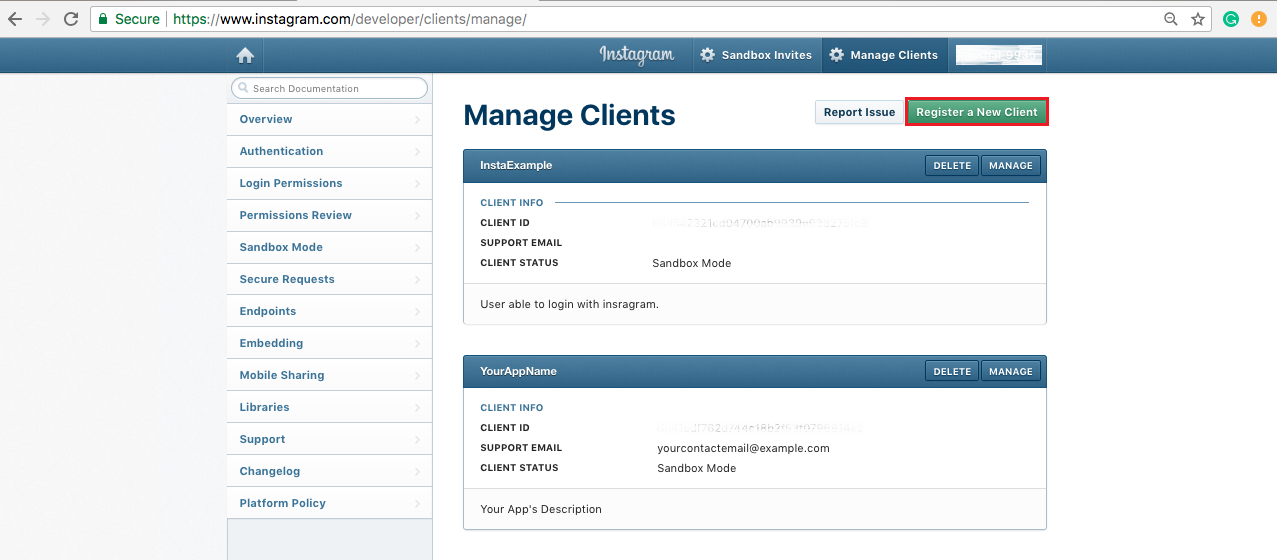 Secure https://www.instagram.com/developer/clients/manage/
Instagram Sandbox Invites Manage Clients
Search Documentation
Overview
Authentication
Login Permissions
Permissions Review
Sandbox Mode
Secure Requests
Endpoints
Embedding
Mobile Sharing
Libraries
Support
Changelog
Platform Policy
Manage Clients Report Issue Register a New Client
InstaExample DELETE MANAGE
CLIENT INFO
CLIENT ID
SUPPORT EMAIL
CLIENT STATUS Sandbox Mode
User able to login with insragram.
YourAppName DELETE MANAGE
CLIENT INFO
CLIENT ID
SUPPORT EMAIL yourcontactemail@example.com
CLIENT STATUS Sandbox Mode
Your App's Description